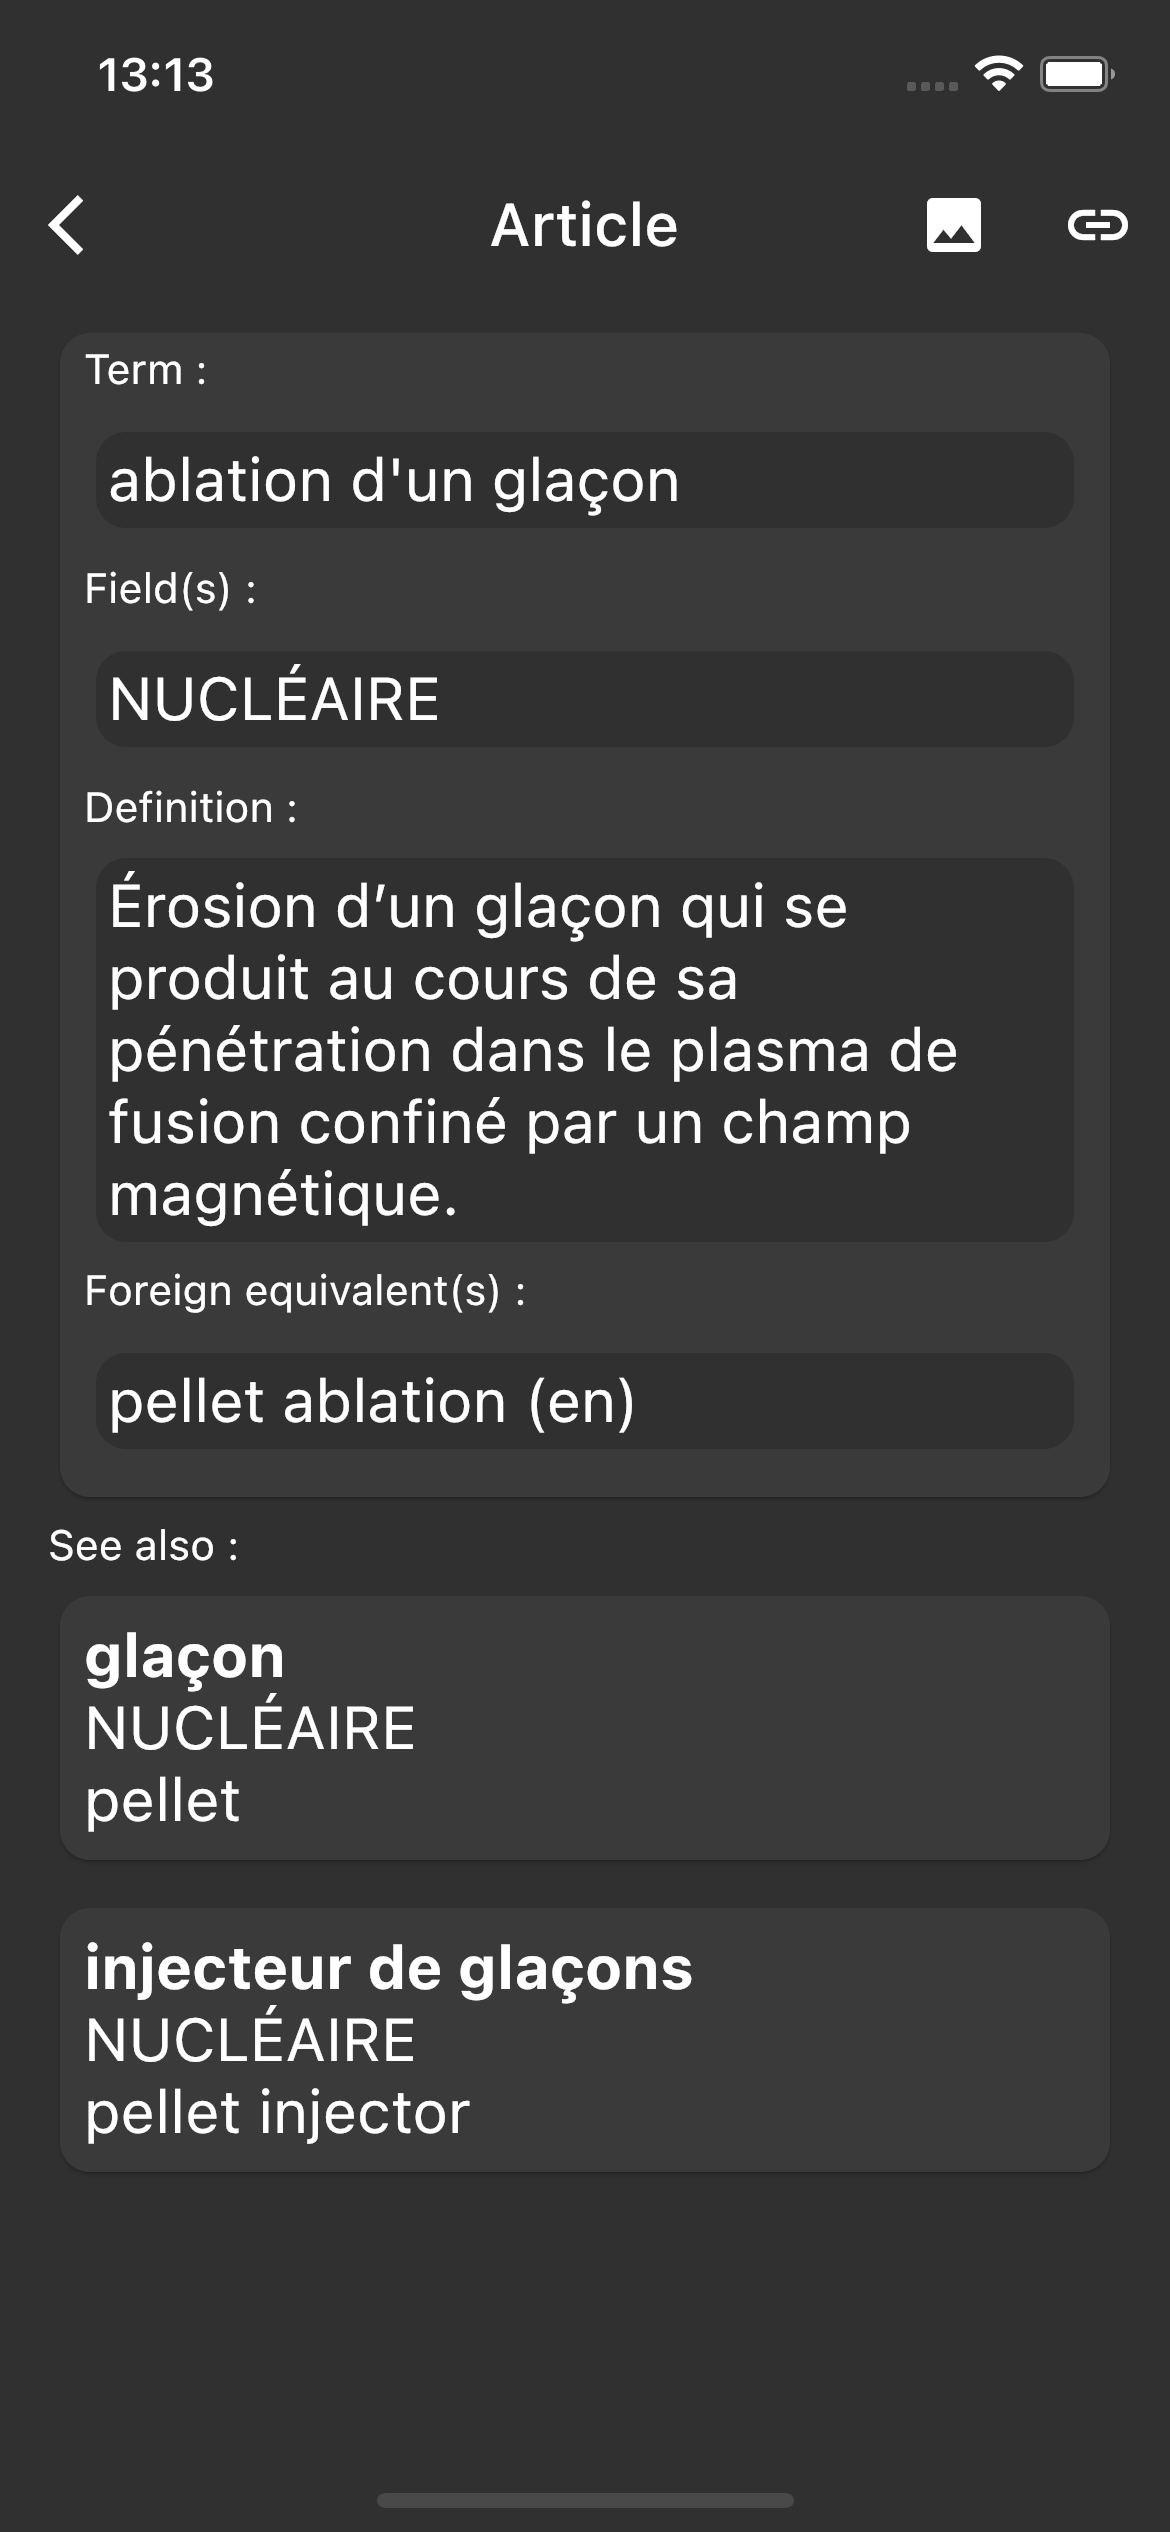 13:13
Article
Term :
ablation d'un glaçon
Field(s) :
NUCLÉAIRE
Definition :
Érosion d’un glaçon qui se
produit au cours de sa
pénétration dans le plasma de
fusion confiné par un champ
magnétique.
Foreign equivalent(s) :
pellet ablation (en)
See also :
glaçon
NUCLÉAIRE
pellet
injecteur de glaçons
NUCLÉAIRE
pellet injector